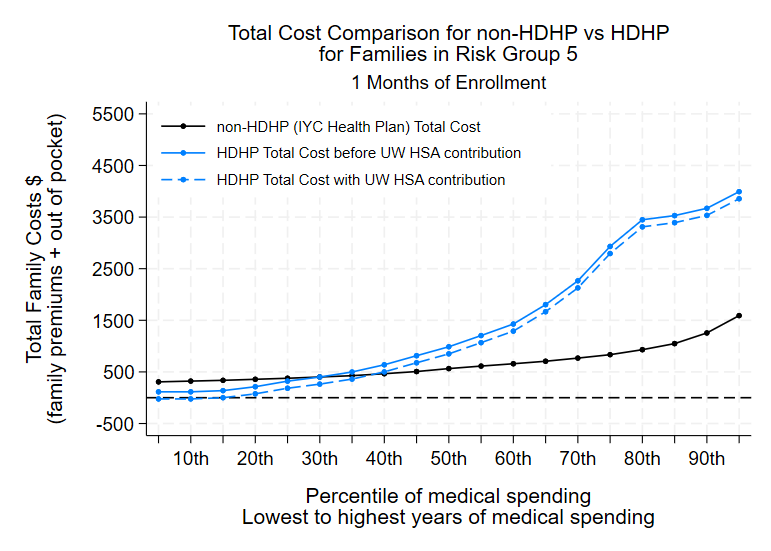 Total Cost Comparison for non-HDHP vs HDHP
for Families in Risk Group 5
1 Months of Enrollment
non-HDHP (IYC Health Plan) Total Cost
HDHP Total Cost before UW HSA contribution
HDHP Total Cost with UW HSA contribution
Total Family Costs $
(family premiums + out of pocket)
5500
4500
3500
2500
1500
500
-500
10th 20th 30th 40th 50th 60th 70th 80th 90th
Percentile of medical spending
Lowest to highest years of medical spending